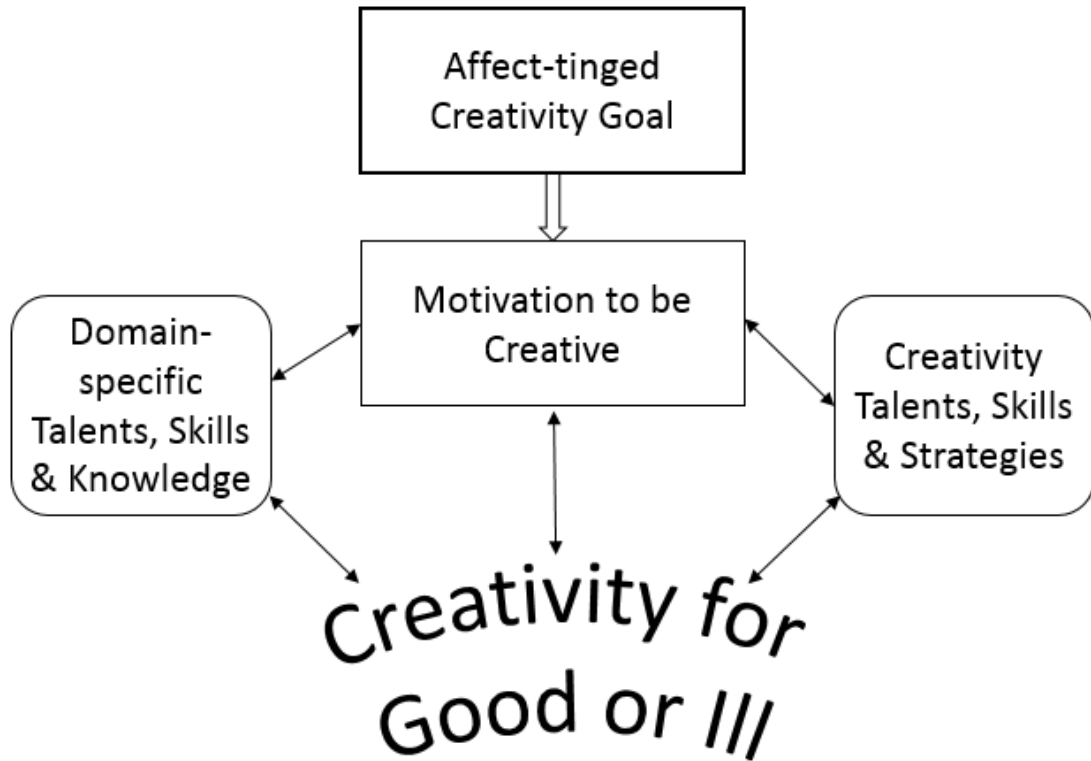 Affect-tinged
Creativity Goal
Motivation to be
Creative
Domain-
specific
Talents, Skills
& Knowledge
Creativity
Talents, Skills
& Strategies
Creativity for
Good or Ill